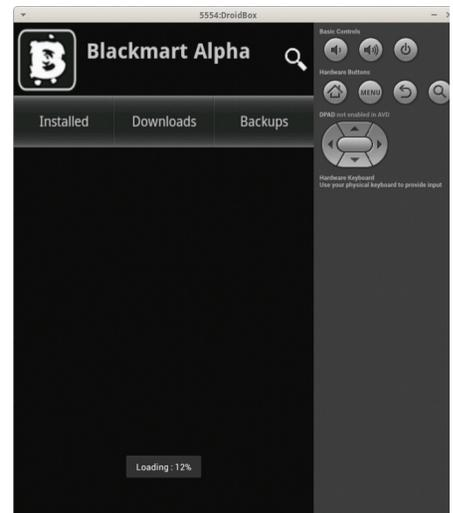 5554:DroidBox
Blackmart Alpha
Installed Downloads Backups
Loading : 12%
Basic Controls
Hardware Buttons
MENU
DPAD not enabled in AVD
Hardware Keyboard
Use your physical keyboard to provide input